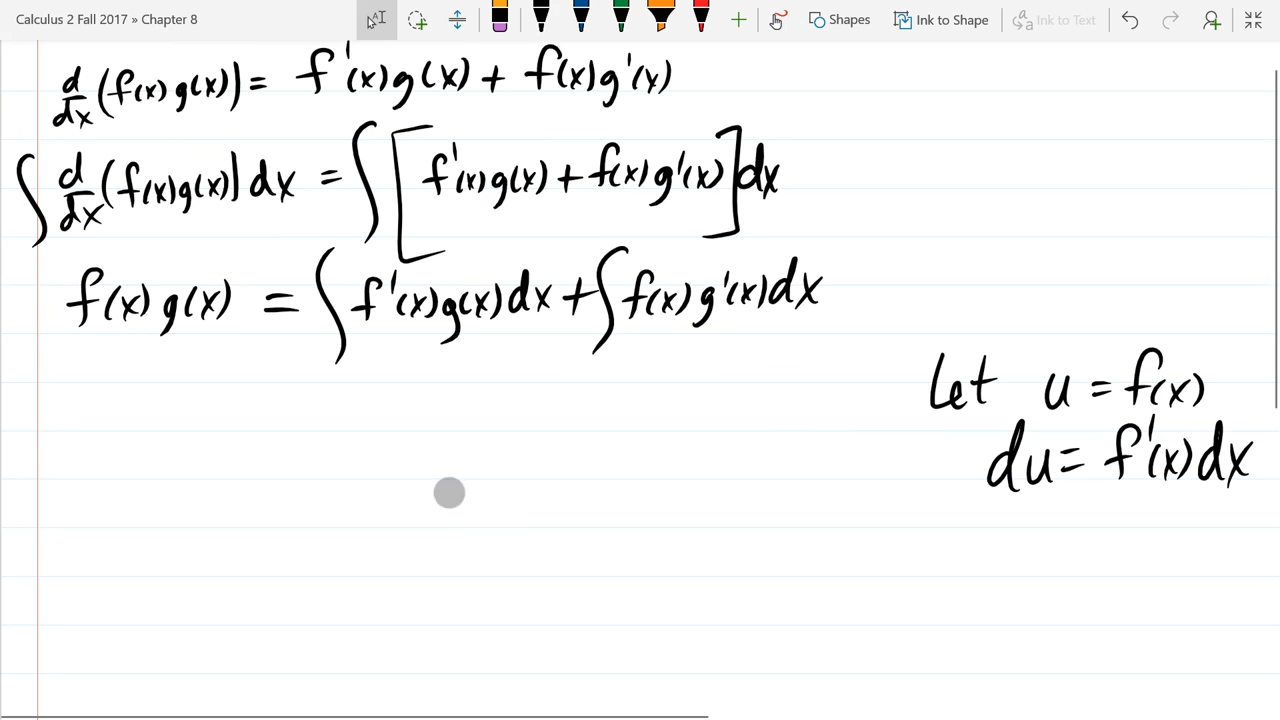 Calculus 2 Fall 2017 » Chapter 8
Shapes
Ink to Shape
Ink to Text
d/dx (f(x)g(x)) = f'(x)g(x) + f(x)g'(x)
∫ d/dx (f(x)g(x)) dx = ∫ [f'(x)g(x) + f(x)g'(x)] dx
f(x)g(x) = ∫ f'(x)g(x)dx + ∫ f(x)g'(x)dx
Let u = f(x)
du = f'(x)dx